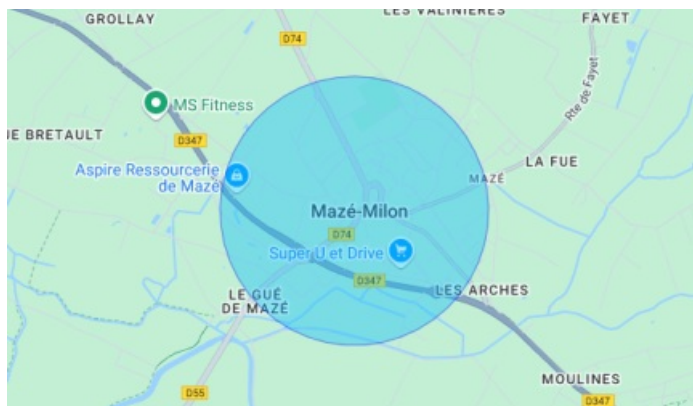 GROLLAY
LES VALINIÈRES
FAYET
D74
MS Fitness
Rte de Fayet
D347
BRETAULT
LA FUE
Aspire Ressourcerie
de Mazé
MAZÉ
Mazé-Milon
D74
Super U et Drive
D347
LES ARCHES
LE GUÉ
DE MAZÉ
D55
MOULINES
D347